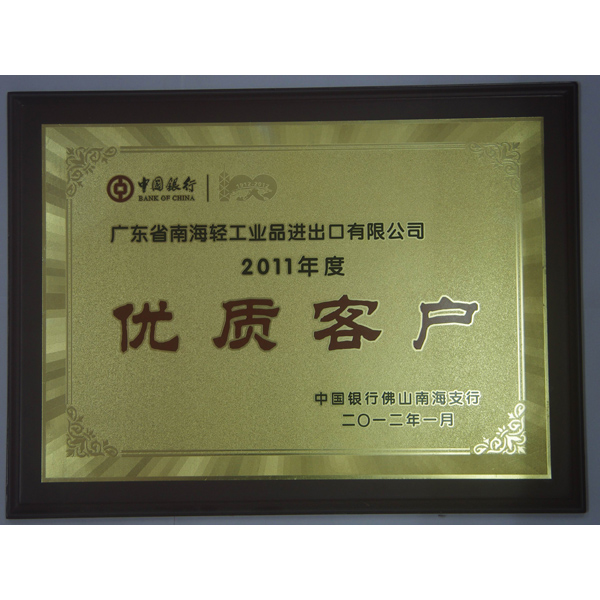 中国银行
BANK OF CHINA
广东省南海轻工业品进出口有限公司
2011年度
优质客户
中国银行佛山南海支行
二〇一二年一月